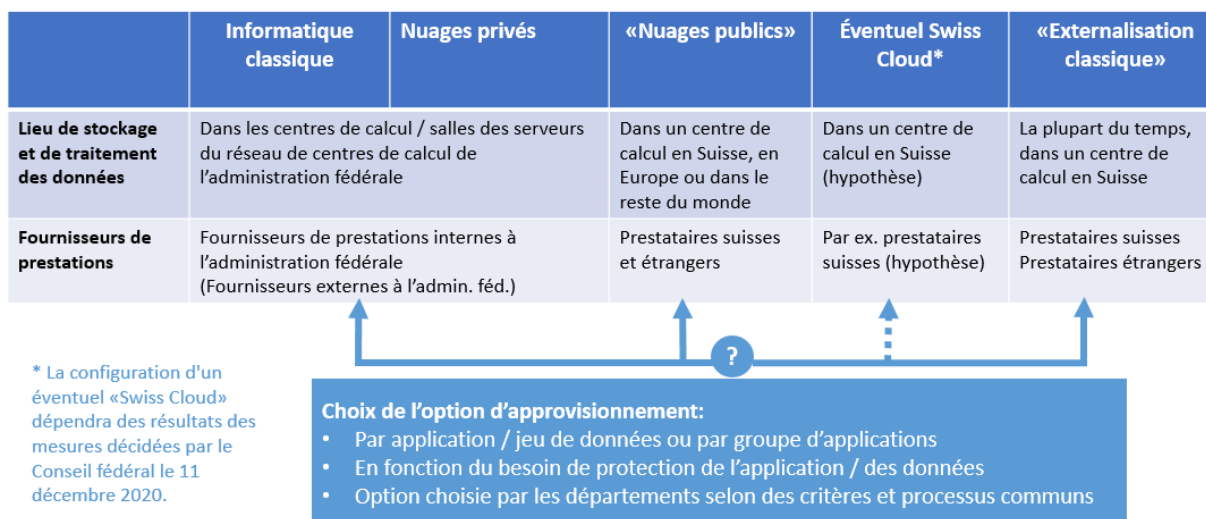 Informatique
classique
Nuages privés
«Nuages publics»
Éventuel Swiss
Cloud*
«Externalisation
classique»
Lieu de stockage
et de traitement
des données
Dans les centres de calcul / salles des serveurs
du réseau de centres de calcul de
l’administration fédérale
Dans un centre de
calcul en Suisse, en
Europe ou dans le
reste du monde
Dans un centre de
calcul en Suisse
(hypothèse)
La plupart du temps,
dans un centre de
calcul en Suisse
Fournisseurs de
prestations
Fournisseurs de prestations internes à
l’administration fédérale
(Fournisseurs externes à l’admin. féd.)
Prestataires suisses
et étrangers
Par ex. prestataires
suisses (hypothèse)
Prestataires suisses
Prestataires étrangers
?
* La configuration d'un
éventuel «Swiss Cloud»
dépendra des résultats des
mesures décidées par le
Conseil fédéral le 11
décembre 2020.
Choix de l’option d’approvisionnement:
• Par application / jeu de données ou par groupe d’applications
• En fonction du besoin de protection de l’application / des données
• Option choisie par les départements selon des critères et processus communs